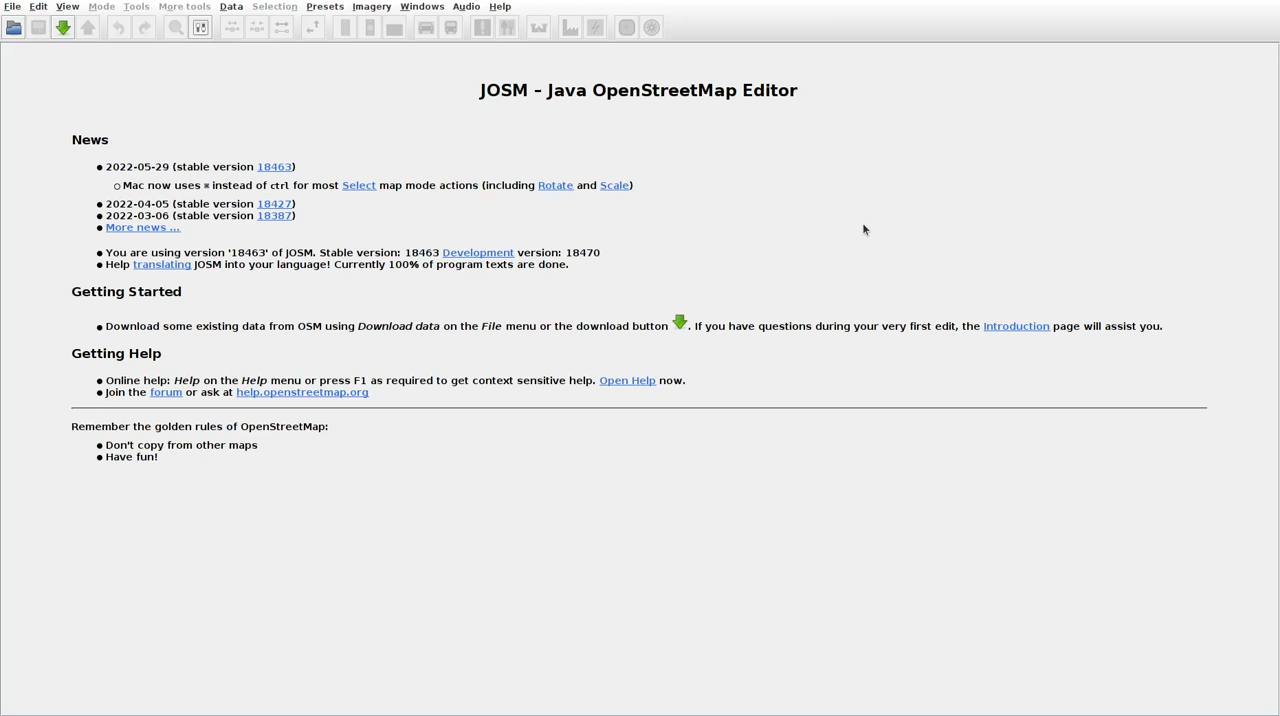 File Edit View Mode Tools More tools Data Selection Presets Imagery Windows Audio Help
JOSM – Java OpenStreetMap Editor
News
2022-05-29 (stable version 18463)
Mac now uses ⌘ instead of ctrl for most Select map mode actions (including Rotate and Scale)
2022-04-05 (stable version 18427)
2022-03-06 (stable version 18387)
More news ...
You are using version '18463' of JOSM. Stable version: 18463 Development version: 18470
Help translating JOSM into your language! Currently 100% of program texts are done.
Getting Started
Download some existing data from OSM using Download data on the File menu or the download button . If you have questions during your very first edit, the Introduction page will assist you.
Getting Help
Online help: Help on the Help menu or press F1 as required to get context sensitive help. Open Help now.
Join the forum or ask at help.openstreetmap.org
Remember the golden rules of OpenStreetMap:
Don't copy from other maps
Have fun!